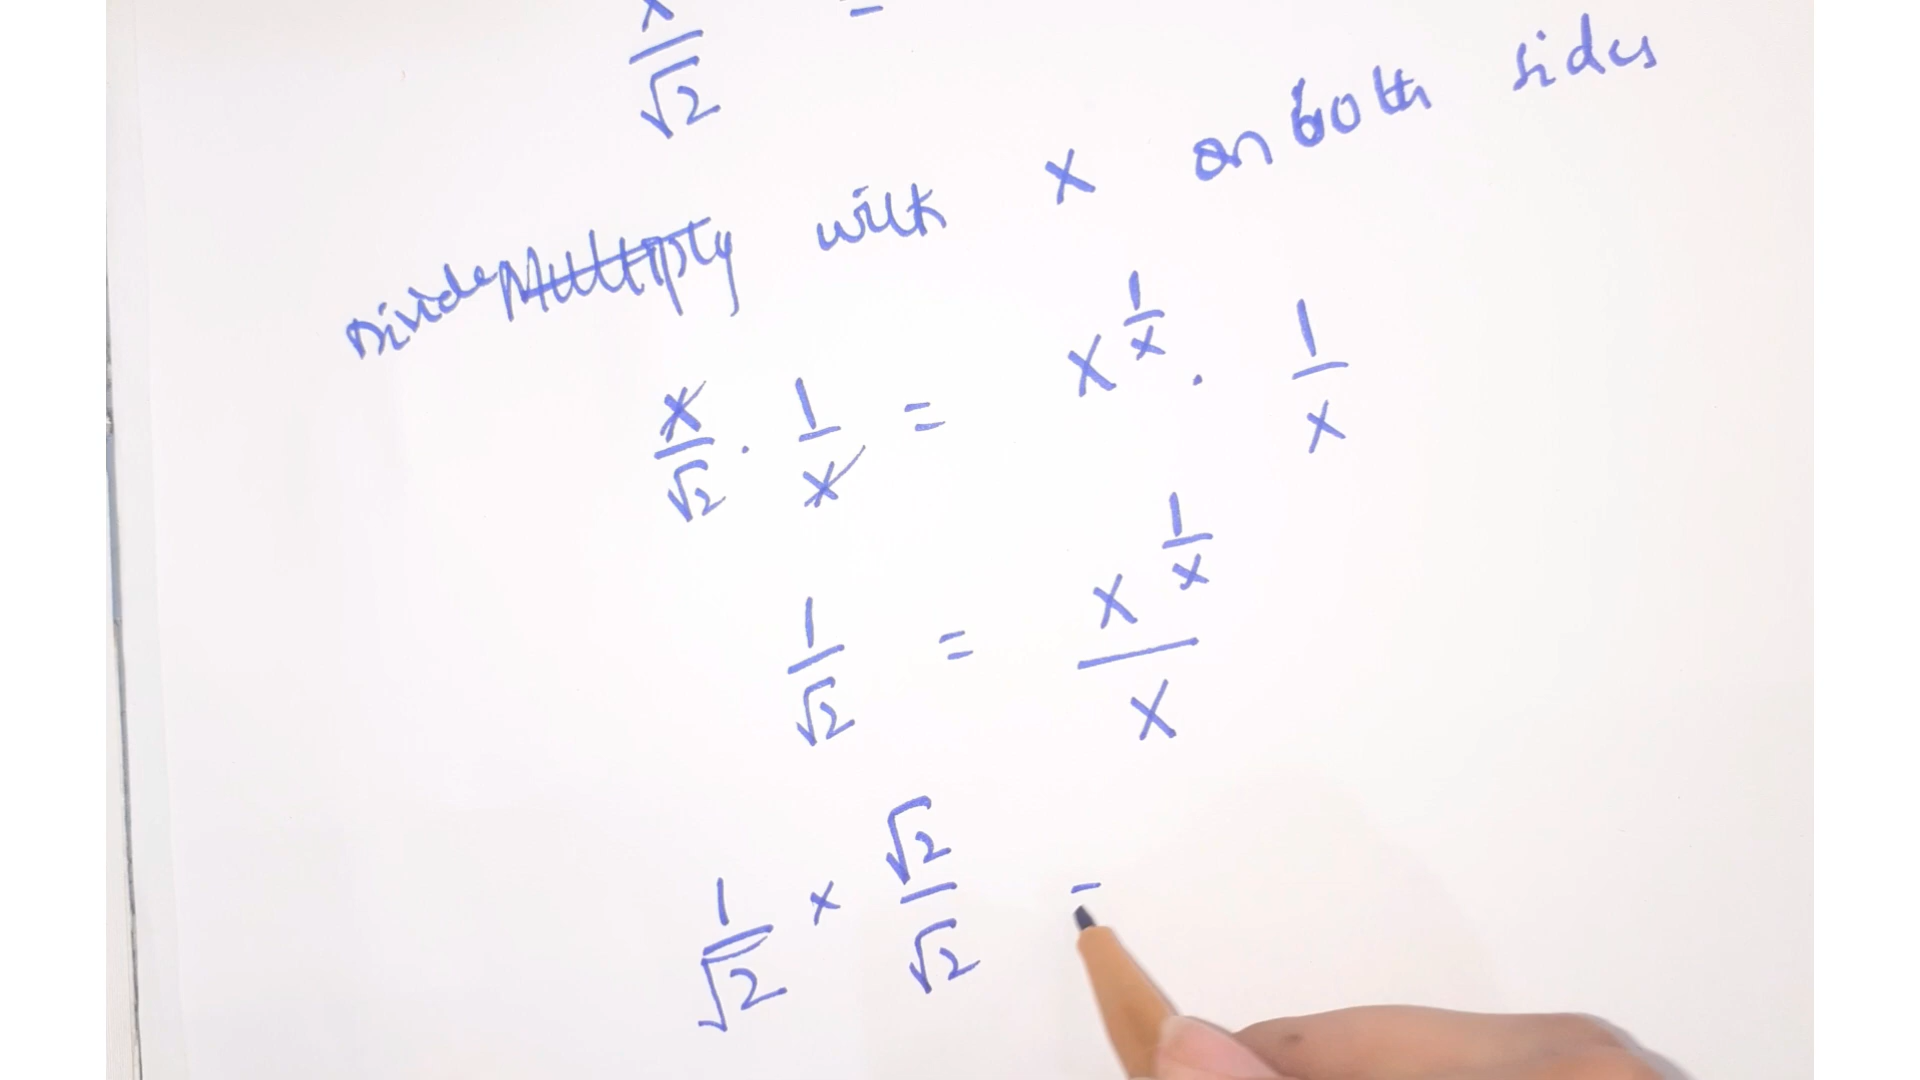 x/√2 =
Divide Multiply with x on both sides
x/√2 · 1/x = x^(1/x) · 1/x
1/√2 = x^(1/x)/x
1/√2 × √2/√2 =